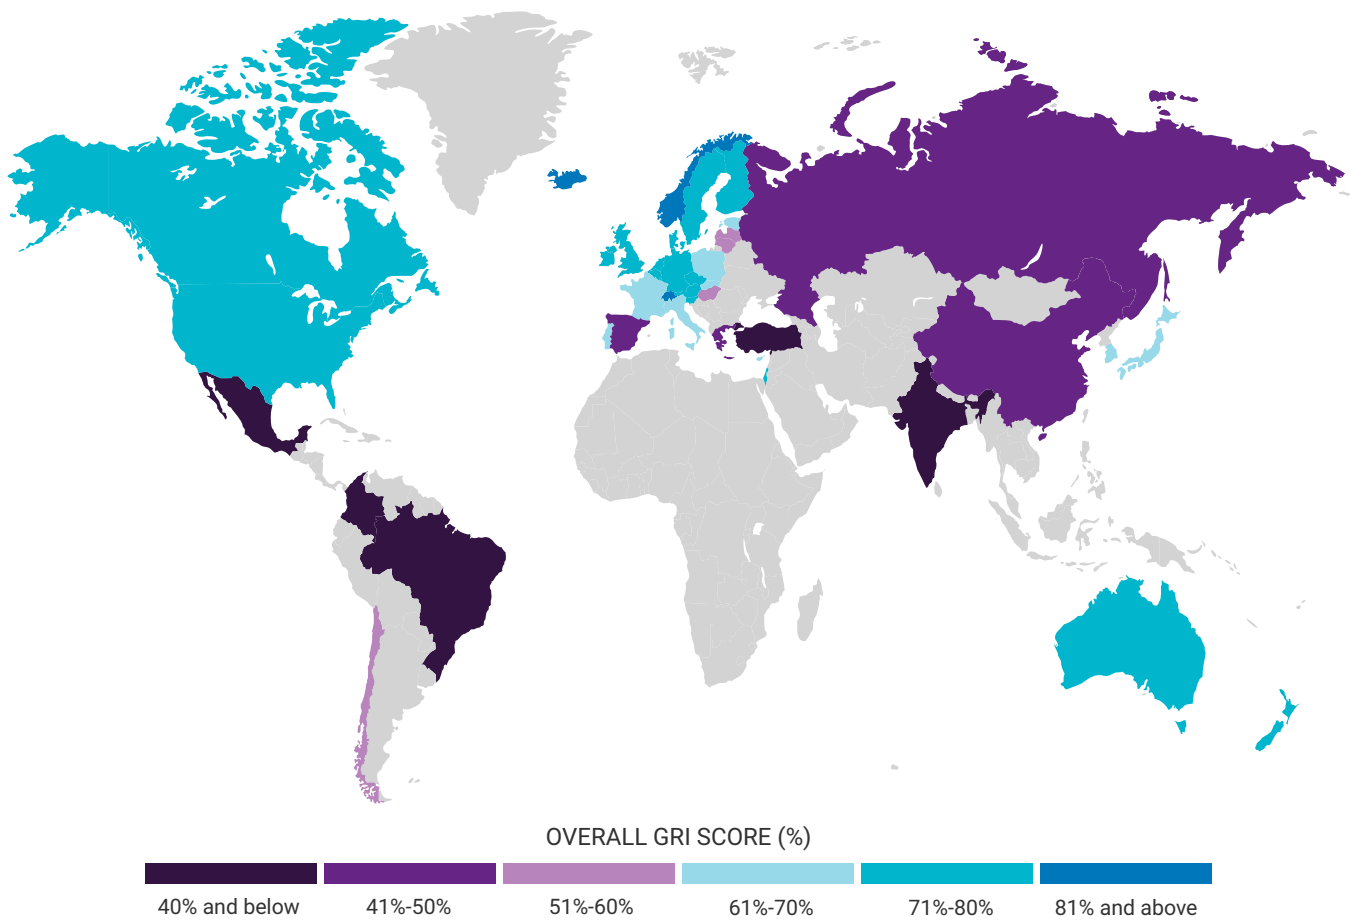 OVERALL GRI SCORE (%)
40% and below
41%-50%
51%-60%
61%-70%
71%-80%
81% and above